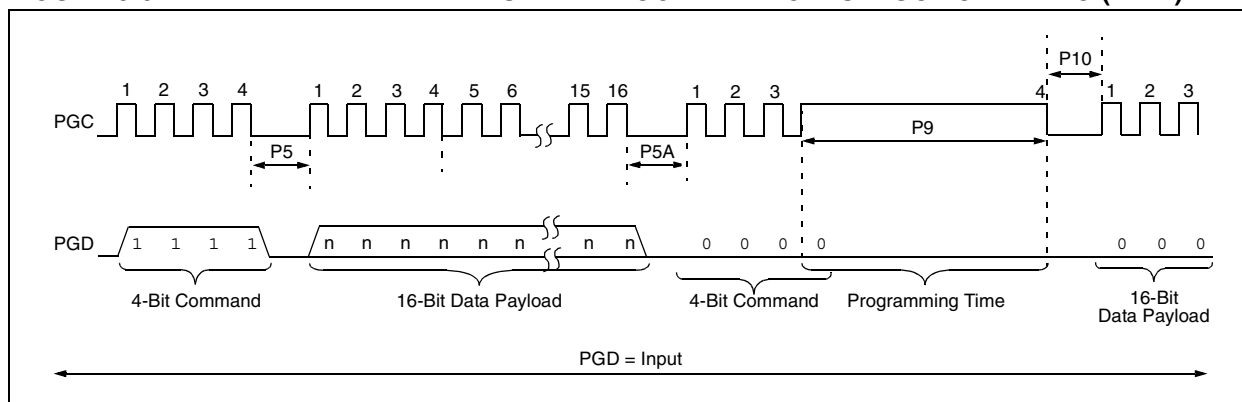 1 2 3 4 1 2 3 4 5 6 15 16 1 2 3 4 P10 1 2 3
PGC
P5 P5A P9
PGD 1 1 1 1 n n n n n n n n 0 0 0 0 0 0 0
4-Bit Command 16-Bit Data Payload 4-Bit Command Programming Time 16-Bit
Data Payload
PGD = Input